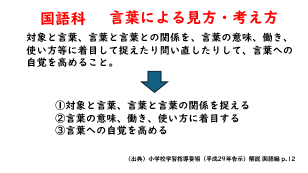 国語科 言葉による見方・考え方
対象と言葉、言葉と言葉との関係を、言葉の意味、働き、
使い方等に着目して捉えたり問い直したりして、言葉への
自覚を高めること。
①対象と言葉、言葉と言葉の関係を捉える
②言葉の意味、働き、使い方に着目する
③言葉への自覚を高める
（出典）小学校学習指導要領（平成29年告示）解説 国語編 p.12